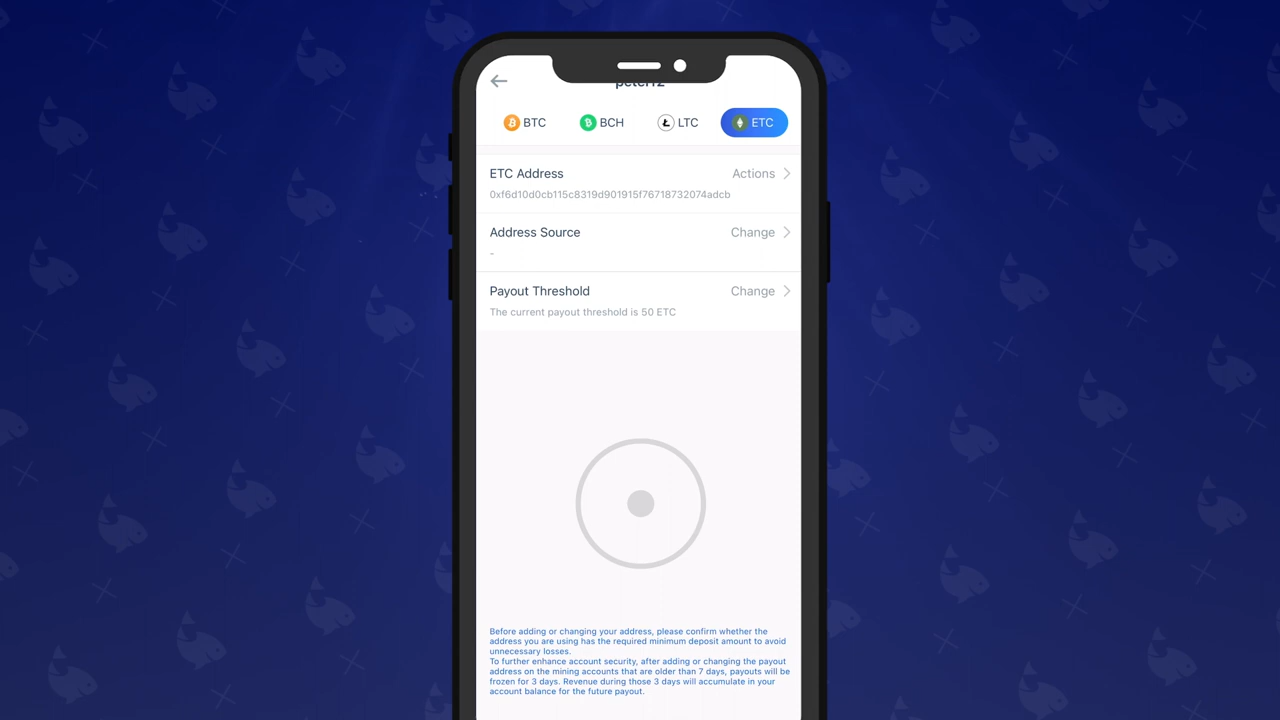 BTC
BCH
LTC
ETC
ETC Address
Actions
0xf6d10d0cb115c8319d901915f76718732074adcb
Address Source
Change
-
Payout Threshold
Change
The current payout threshold is 50 ETC
Before adding or changing your address, please confirm whether the
address you are using has the required minimum deposit amount to avoid
unnecessary losses.
To further enhance account security, after adding or changing the payout
address on the mining accounts that are older than 7 days, payouts will be
frozen for 3 days. Revenue during those 3 days will accumulate in your
account balance for the future payout.